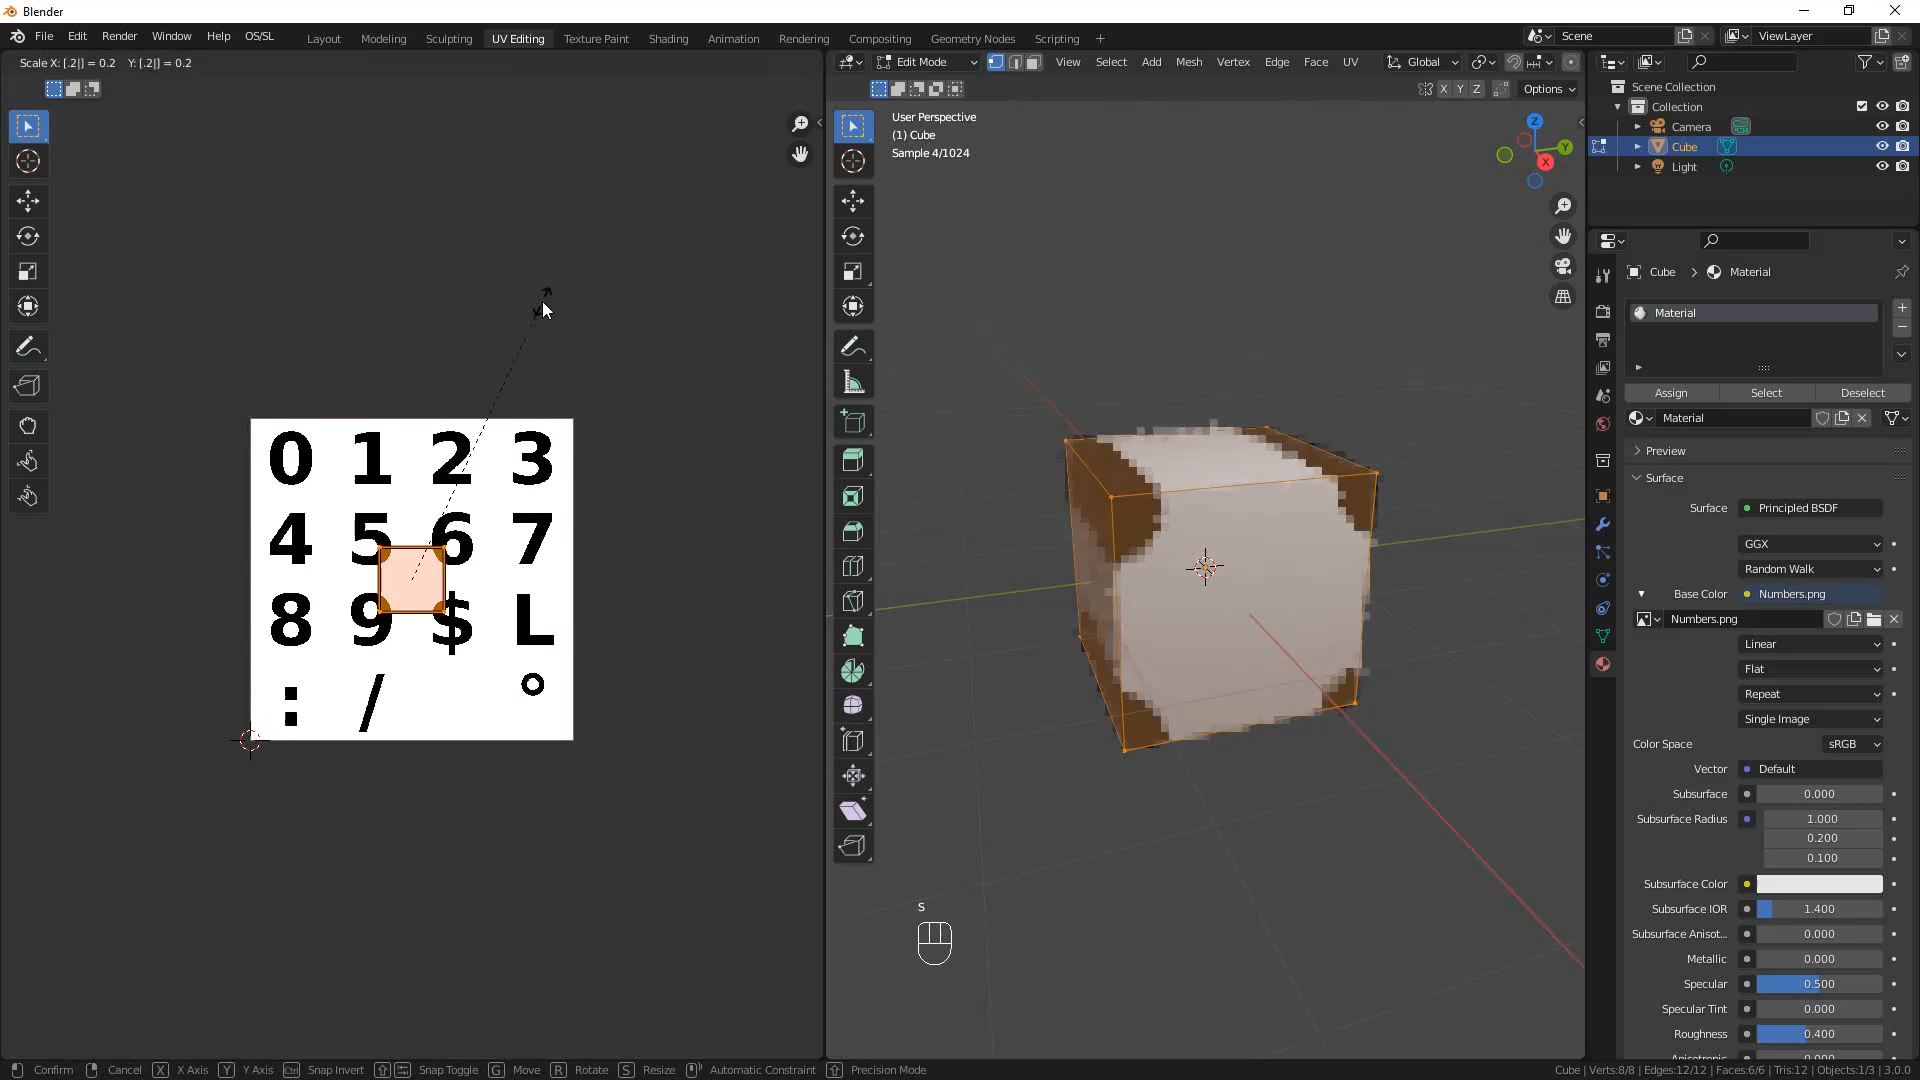 Blender
File Edit Render Window Help OS/SL
Layout Modeling Sculpting UV Editing Texture Paint Shading Animation Rendering Compositing Geometry Nodes Scripting +
Scene
ViewLayer
Scale X: [.2|] = 0.2 Y: [.2|] = 0.2
Edit Mode View Select Add Mesh Vertex Edge Face UV Global
X Y Z Options
Scene Collection
Collection
Camera
Cube
Light
User Perspective
(1) Cube
Sample 4/1024
Z
Y
X
Cube > Material
Material
Assign Select Deselect
Material
Preview
Surface
Surface Principled BSDF
GGX
Random Walk
Base Color Numbers.png
Numbers.png
Linear
Flat
Repeat
Single Image
Color Space sRGB
Vector Default
Subsurface 0.000
Subsurface Radius 1.000
0.200
0.100
Subsurface Color
Subsurface IOR 1.400
Subsurface Anisot... 0.000
Metallic 0.000
Specular 0.500
Specular Tint 0.000
Roughness 0.400
Anisotropic 0.000
0 1 2 3
4 5 6 7
8 9 $ L
: / °
S
Confirm Cancel X X Axis Y Y Axis Ctrl Snap Invert Snap Toggle G Move R Rotate S Resize Automatic Constraint Precision Mode
Cube | Verts:8/8 | Edges:12/12 | Faces:6/6 | Tris:12 | Objects:1/3 | 3.0.0